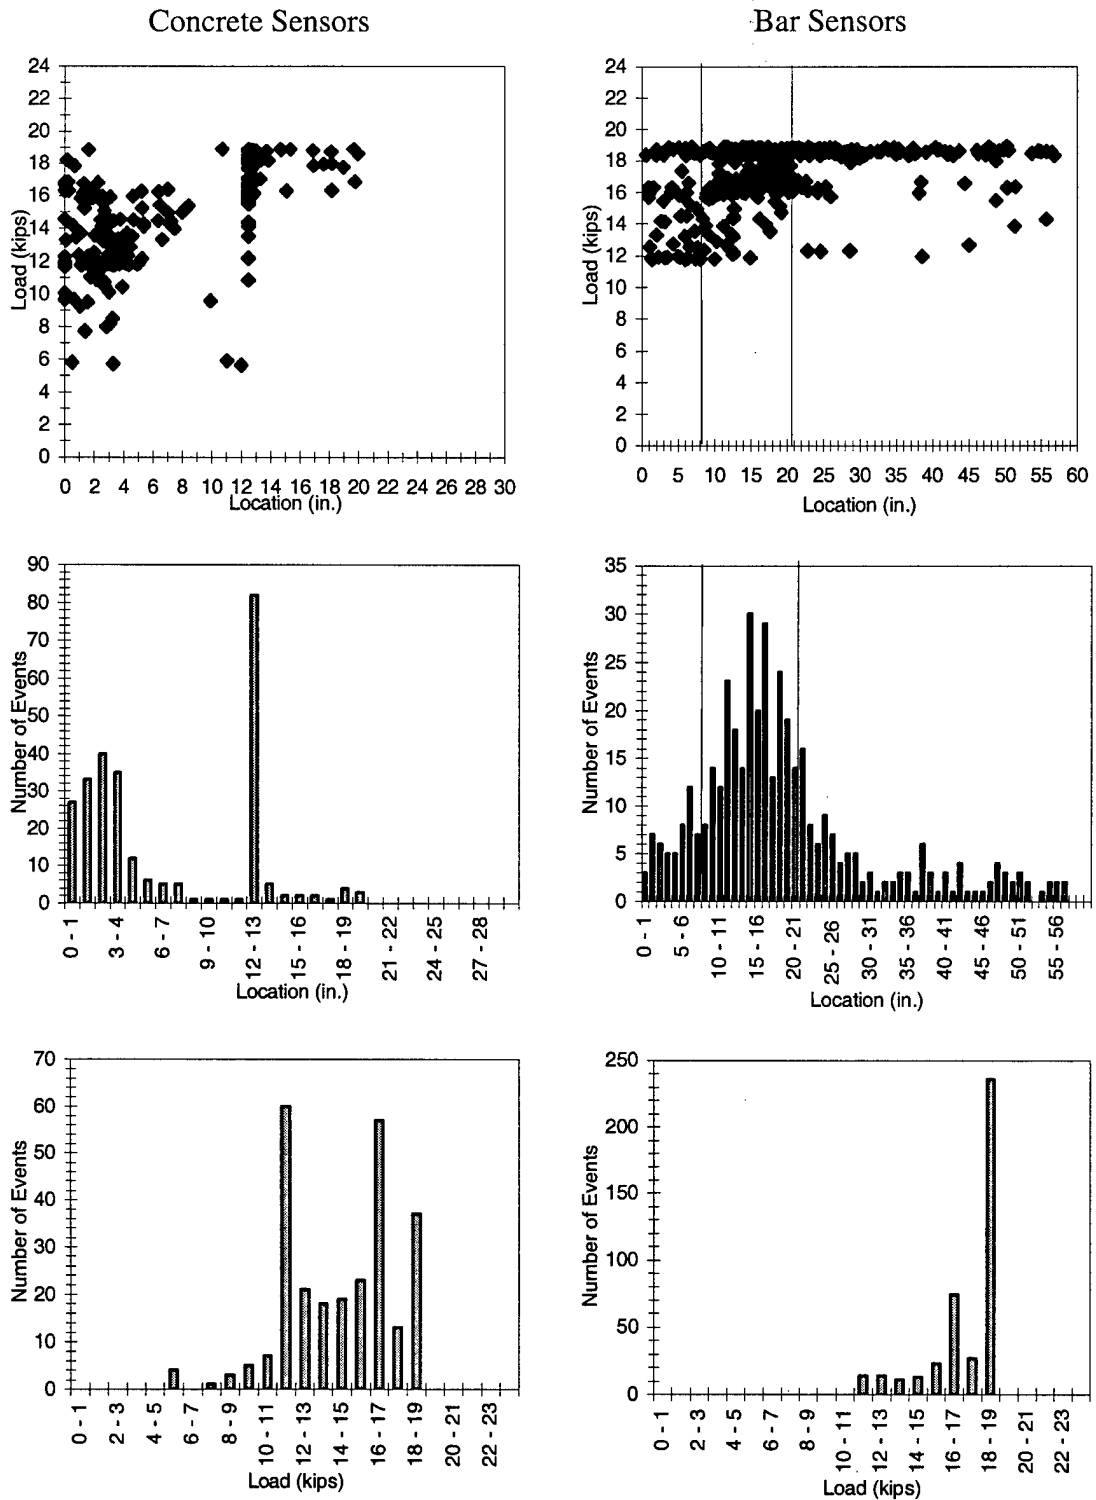 Concrete Sensors
Bar Sensors
24
22
20
18
16
14
12
10
8
6
4
2
0
Load (kips)
0 2 4 6 8 10 12 14 16 18 20 22 24 26 28 30
Location (in.)
24
22
20
18
16
14
12
10
8
6
4
2
0
Load (kips)
0 5 10 15 20 25 30 35 40 45 50 55 60
Location (in.)
90
80
70
60
50
40
30
20
10
0
Number of Events
0 - 1
3 - 4
6 - 7
9 - 10
12 - 13
15 - 16
18 - 19
21 - 22
24 - 25
27 - 28
Location (in.)
35
30
25
20
15
10
5
0
Number of Events
0 - 1
5 - 6
10 - 11
15 - 16
20 - 21
25 - 26
30 - 31
35 - 36
40 - 41
45 - 46
50 - 51
55 - 56
Location (in.)
70
60
50
40
30
20
10
0
Number of Events
0 - 1
2 - 3
4 - 5
6 - 7
8 - 9
10 - 11
12 - 13
14 - 15
16 - 17
18 - 19
20 - 21
22 - 23
Load (kips)
250
200
150
100
50
0
Number of Events
0 - 1
2 - 3
4 - 5
6 - 7
8 - 9
10 - 11
12 - 13
14 - 15
16 - 17
18 - 19
20 - 21
22 - 23
Load (kips)